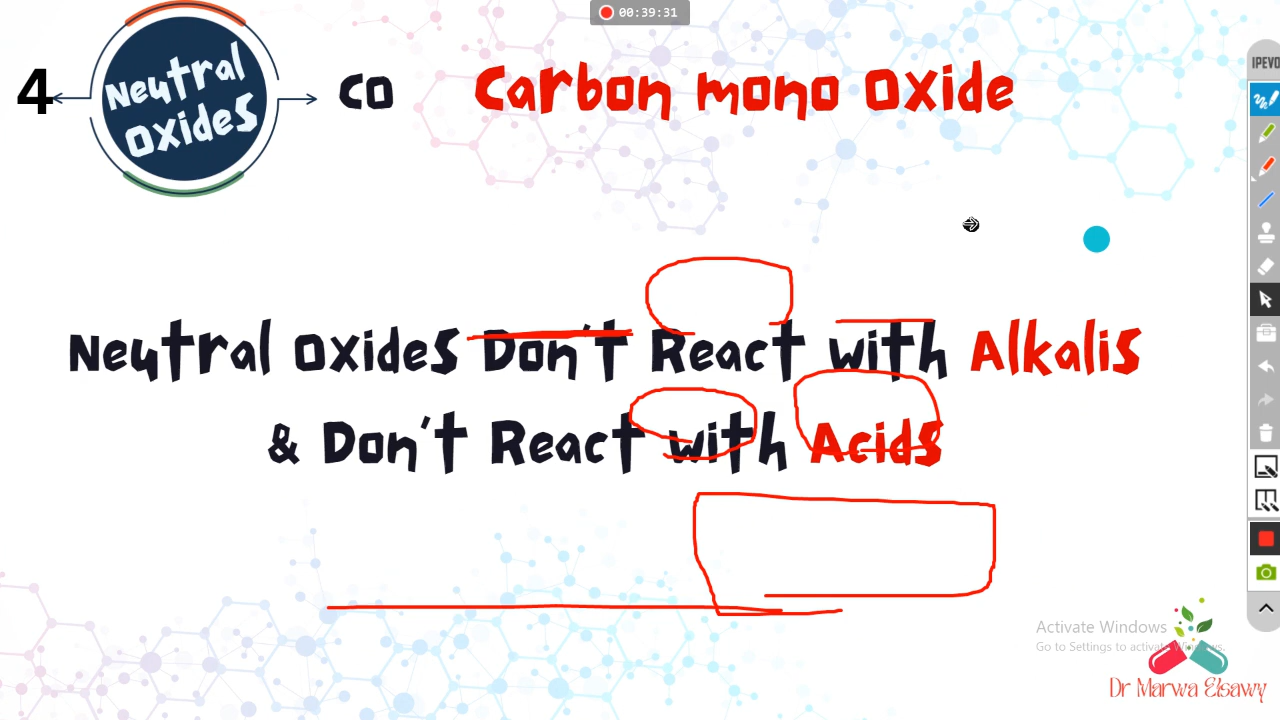 00:39:31
IPEVO
4
Neutral
Oxides
CO
Carbon mono Oxide
Neutral Oxides Don't React with Alkalis
& Don't React with Acids
Activate Windows
Go to Settings to activate Windows.
Dr Marwa Elsawy